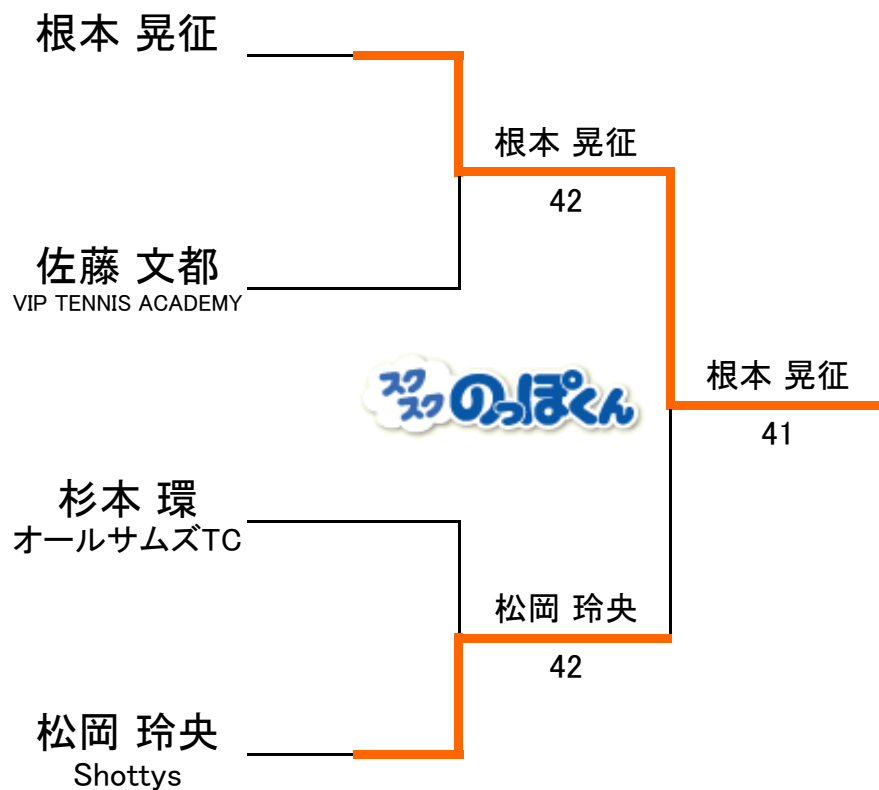 根本 晃征
根本 晃征
42
佐藤 文都
VIP TENNIS ACADEMY
スク
スク のっぽくん
根本 晃征
41
杉本 環
オールサムズTC
松岡 玲央
42
松岡 玲央
Shottys